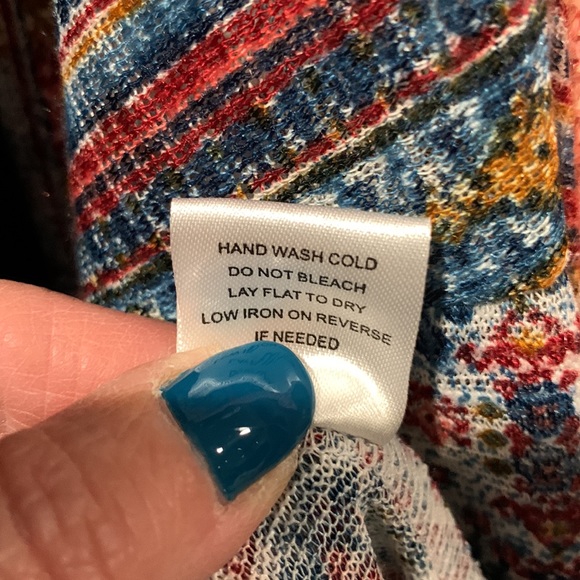 HAND WASH COLD
DO NOT BLEACH
LAY FLAT TO DRY
LOW IRON ON REVERSE
IF NEEDED